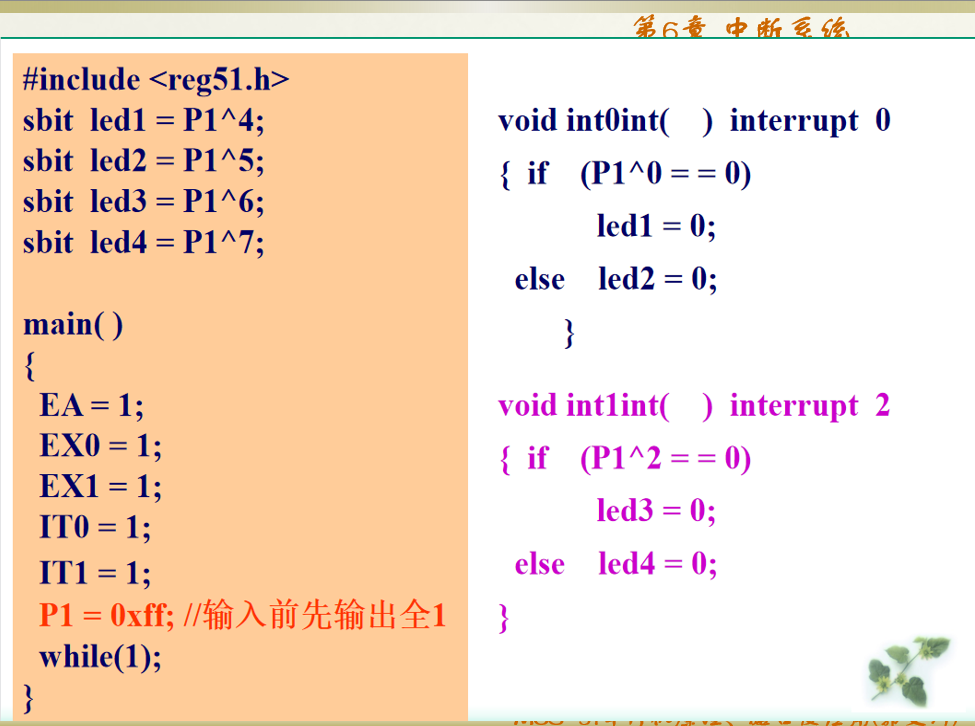 第6章 中断系统
#include <reg51.h>
sbit led1 = P1^4;
sbit led2 = P1^5;
sbit led3 = P1^6;
sbit led4 = P1^7;
main( )
{
EA = 1;
EX0 = 1;
EX1 = 1;
IT0 = 1;
IT1 = 1;
P1 = 0xff; //输入前先输出全1
while(1);
}
void int0int( ) interrupt 0
{ if (P1^0 = = 0)
led1 = 0;
else led2 = 0;
}
void int1int( ) interrupt 2
{ if (P1^2 = = 0)
led3 = 0;
else led4 = 0;
}